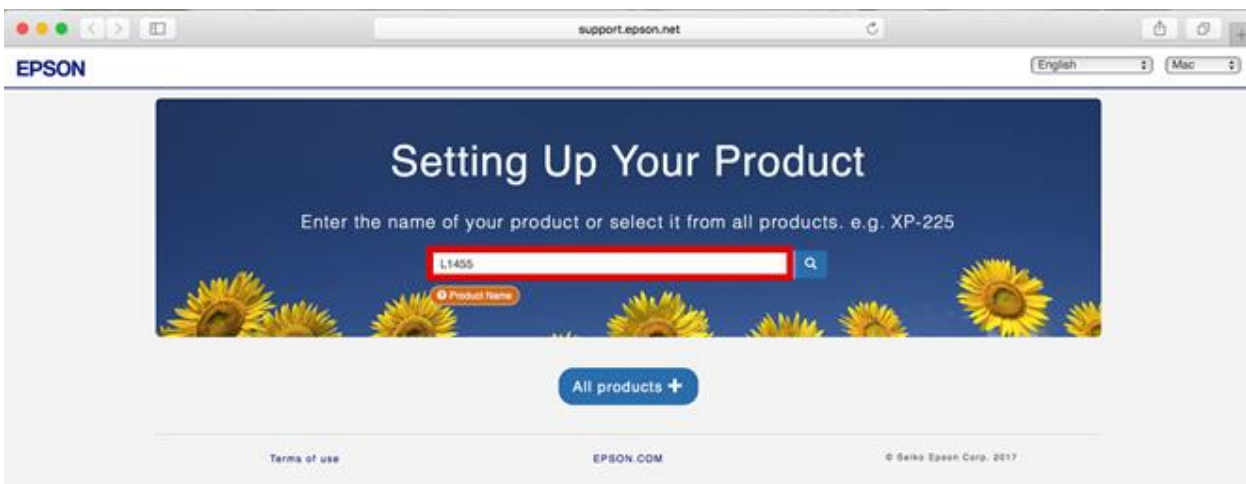 support.epson.net
EPSON
English
Mac
Setting Up Your Product
Enter the name of your product or select it from all products. e.g. XP-225
L1455
Product Name
All products
Terms of use
EPSON.COM
© Seiko Epson Corp. 2017